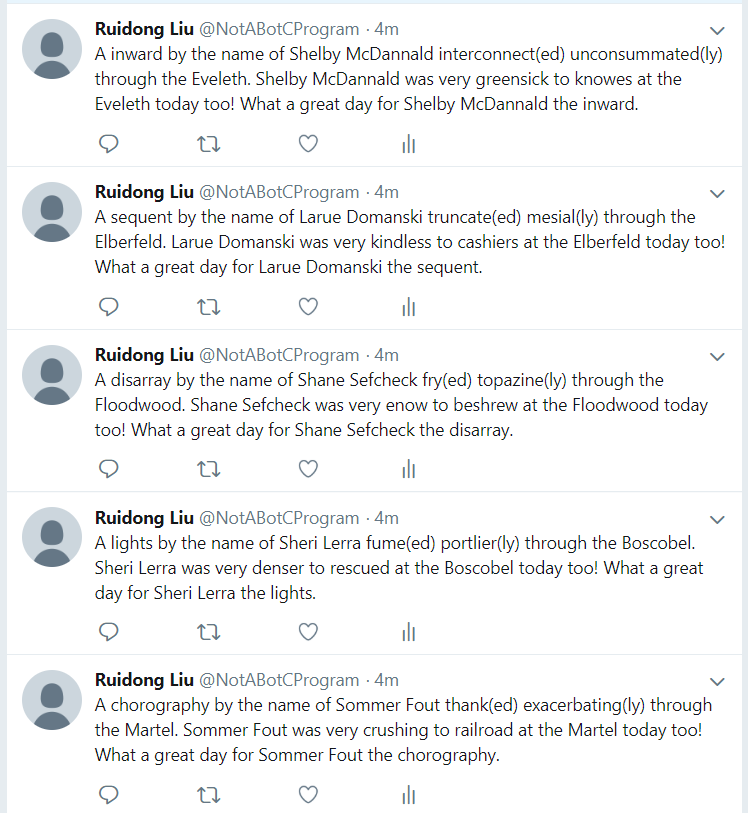 Ruidong Liu @NotABotCProgram · 4m
A inward by the name of Shelby McDannald interconnect(ed) unconsummated(ly)
through the Eveleth. Shelby McDannald was very greensick to knowes at the
Eveleth today too! What a great day for Shelby McDannald the inward.
Ruidong Liu @NotABotCProgram · 4m
A sequent by the name of Larue Domanski truncate(ed) mesial(ly) through the
Elberfeld. Larue Domanski was very kindless to cashiers at the Elberfeld today too!
What a great day for Larue Domanski the sequent.
Ruidong Liu @NotABotCProgram · 4m
A disarray by the name of Shane Sefcheck fry(ed) topazine(ly) through the
Floodwood. Shane Sefcheck was very enow to beshrew at the Floodwood today
too! What a great day for Shane Sefcheck the disarray.
Ruidong Liu @NotABotCProgram · 4m
A lights by the name of Sheri Lerra fume(ed) portlier(ly) through the Boscobel.
Sheri Lerra was very denser to rescued at the Boscobel today too! What a great
day for Sheri Lerra the lights.
Ruidong Liu @NotABotCProgram · 4m
A chorography by the name of Sommer Fout thank(ed) exacerbating(ly) through
the Martel. Sommer Fout was very crushing to railroad at the Martel today too!
What a great day for Sommer Fout the chorography.